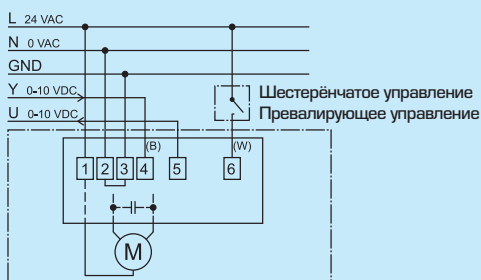 L 24 VAC
N 0 VAC
GND
Y 0-10 VDC
U 0-10 VDC
Шестерёнчатое управление
Превалирующее управление
(B) (W)
1 2 3 4 5 6
M